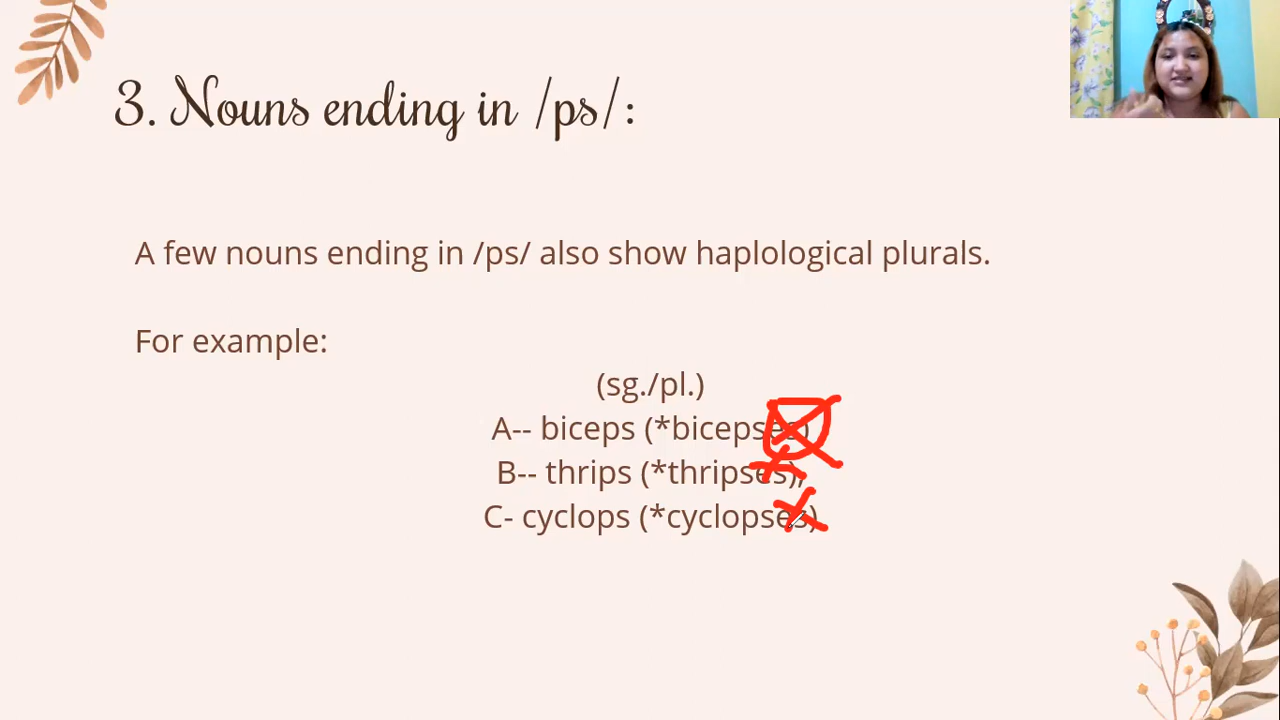 3. Nouns ending in /ps/:
A few nouns ending in /ps/ also show haplological plurals.
For example:
(sg./pl.)
A-- biceps (*bicepses)
B-- thrips (*thripses),
C- cyclops (*cyclopses)